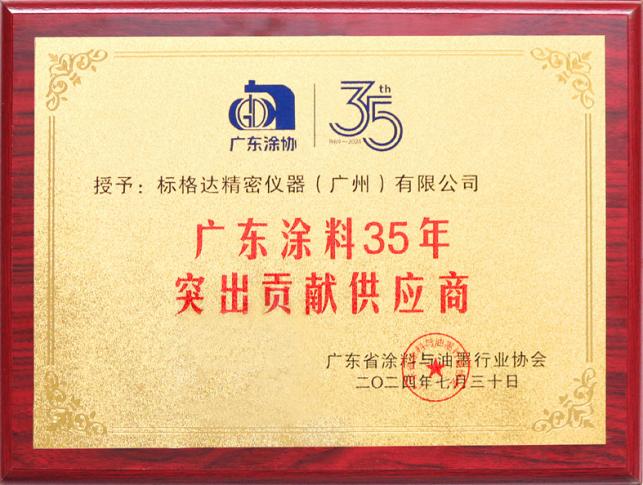 35th
广东涂协
1989~2024
授予：标格达精密仪器（广州）有限公司
广东涂料35年
突出贡献供应商
广东省涂料与油墨行业协会
二〇二四年七月三十日